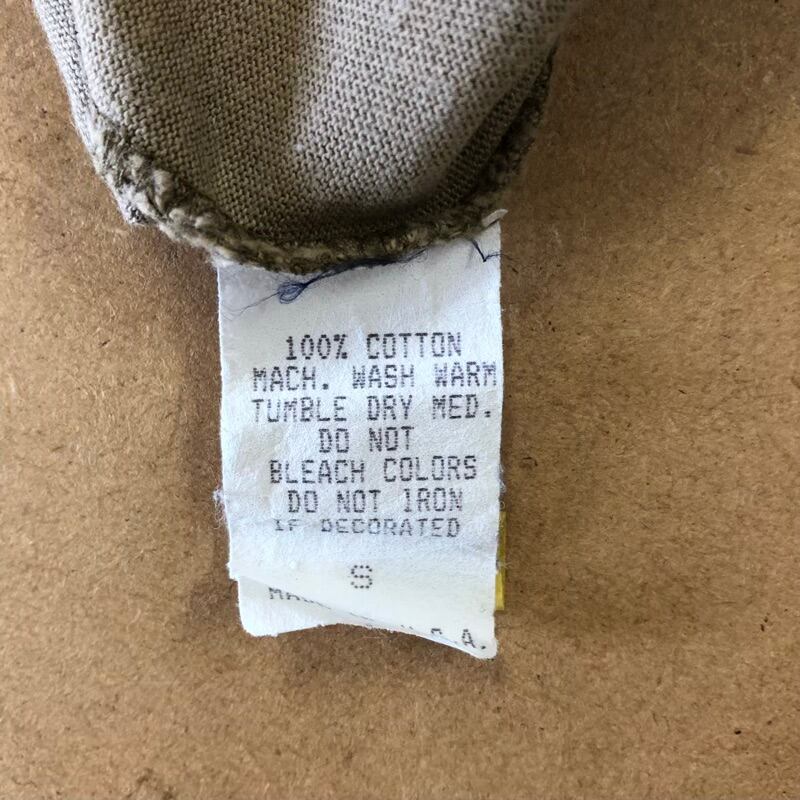 100% COTTON
MACH. WASH WARM
TUMBLE DRY MED.
DO NOT
BLEACH COLORS
DO NOT IRON
IF DECORATED
S